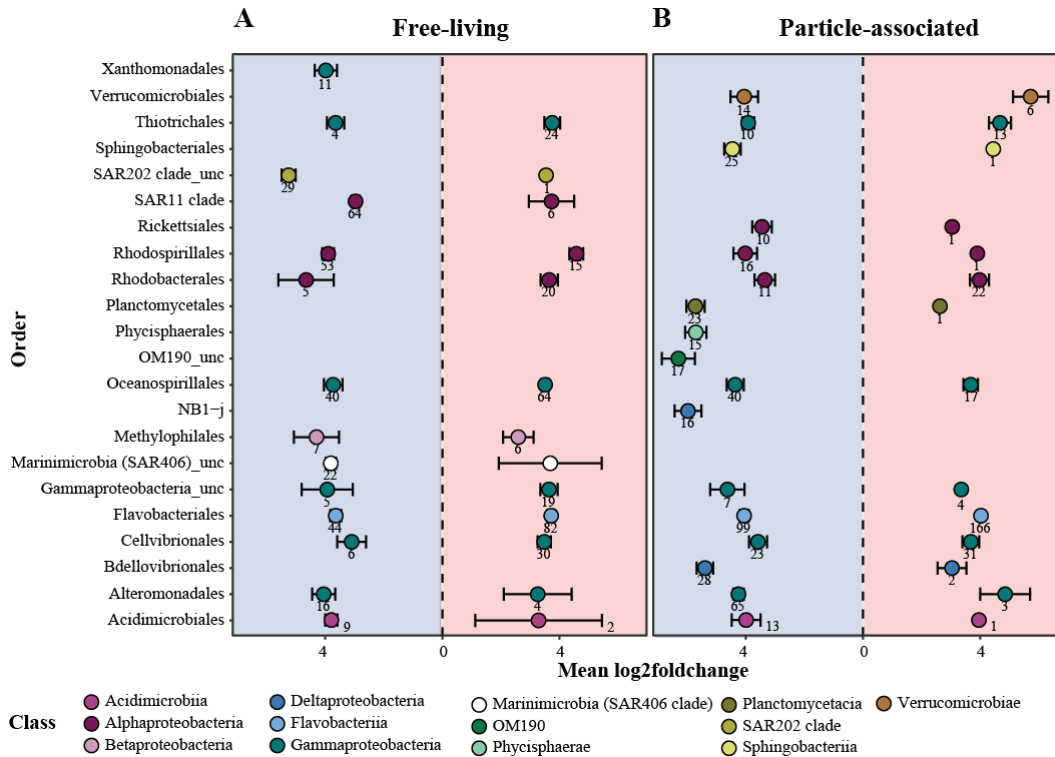 A
Free-living
B
Particle-associated
Xanthomonadales
11
Verrucomicrobiales
14
6
Thiotrichales
4
24
10
13
Sphingobacteriales
25
1
SAR202 clade_unc
29
1
SAR11 clade
64
6
Rickettsiales
10
1
Rhodospirillales
53
15
16
1
Rhodobacterales
5
20
11
22
Planctomycetales
23
1
Phycisphaerales
15
OM190_unc
17
Oceanospirillales
40
64
40
17
NB1−j
16
Methylophilales
7
6
Marinimicrobia (SAR406)_unc
22
Gammaproteobacteria_unc
5
19
7
4
Flavobacteriales
44
82
99
166
Cellvibrionales
6
30
23
31
Bdellovibrionales
28
2
Alteromonadales
16
4
65
3
Acidimicrobiales
9
2
13
1
Order
4 0 4 4 0 4
Mean log2foldchange
Class
Acidimicrobiia
Alphaproteobacteria
Betaproteobacteria
Deltaproteobacteria
Flavobacteriia
Gammaproteobacteria
Marinimicrobia (SAR406 clade)
OM190
Phycisphaerae
Planctomycetacia
SAR202 clade
Sphingobacteriia
Verrucomicrobiae